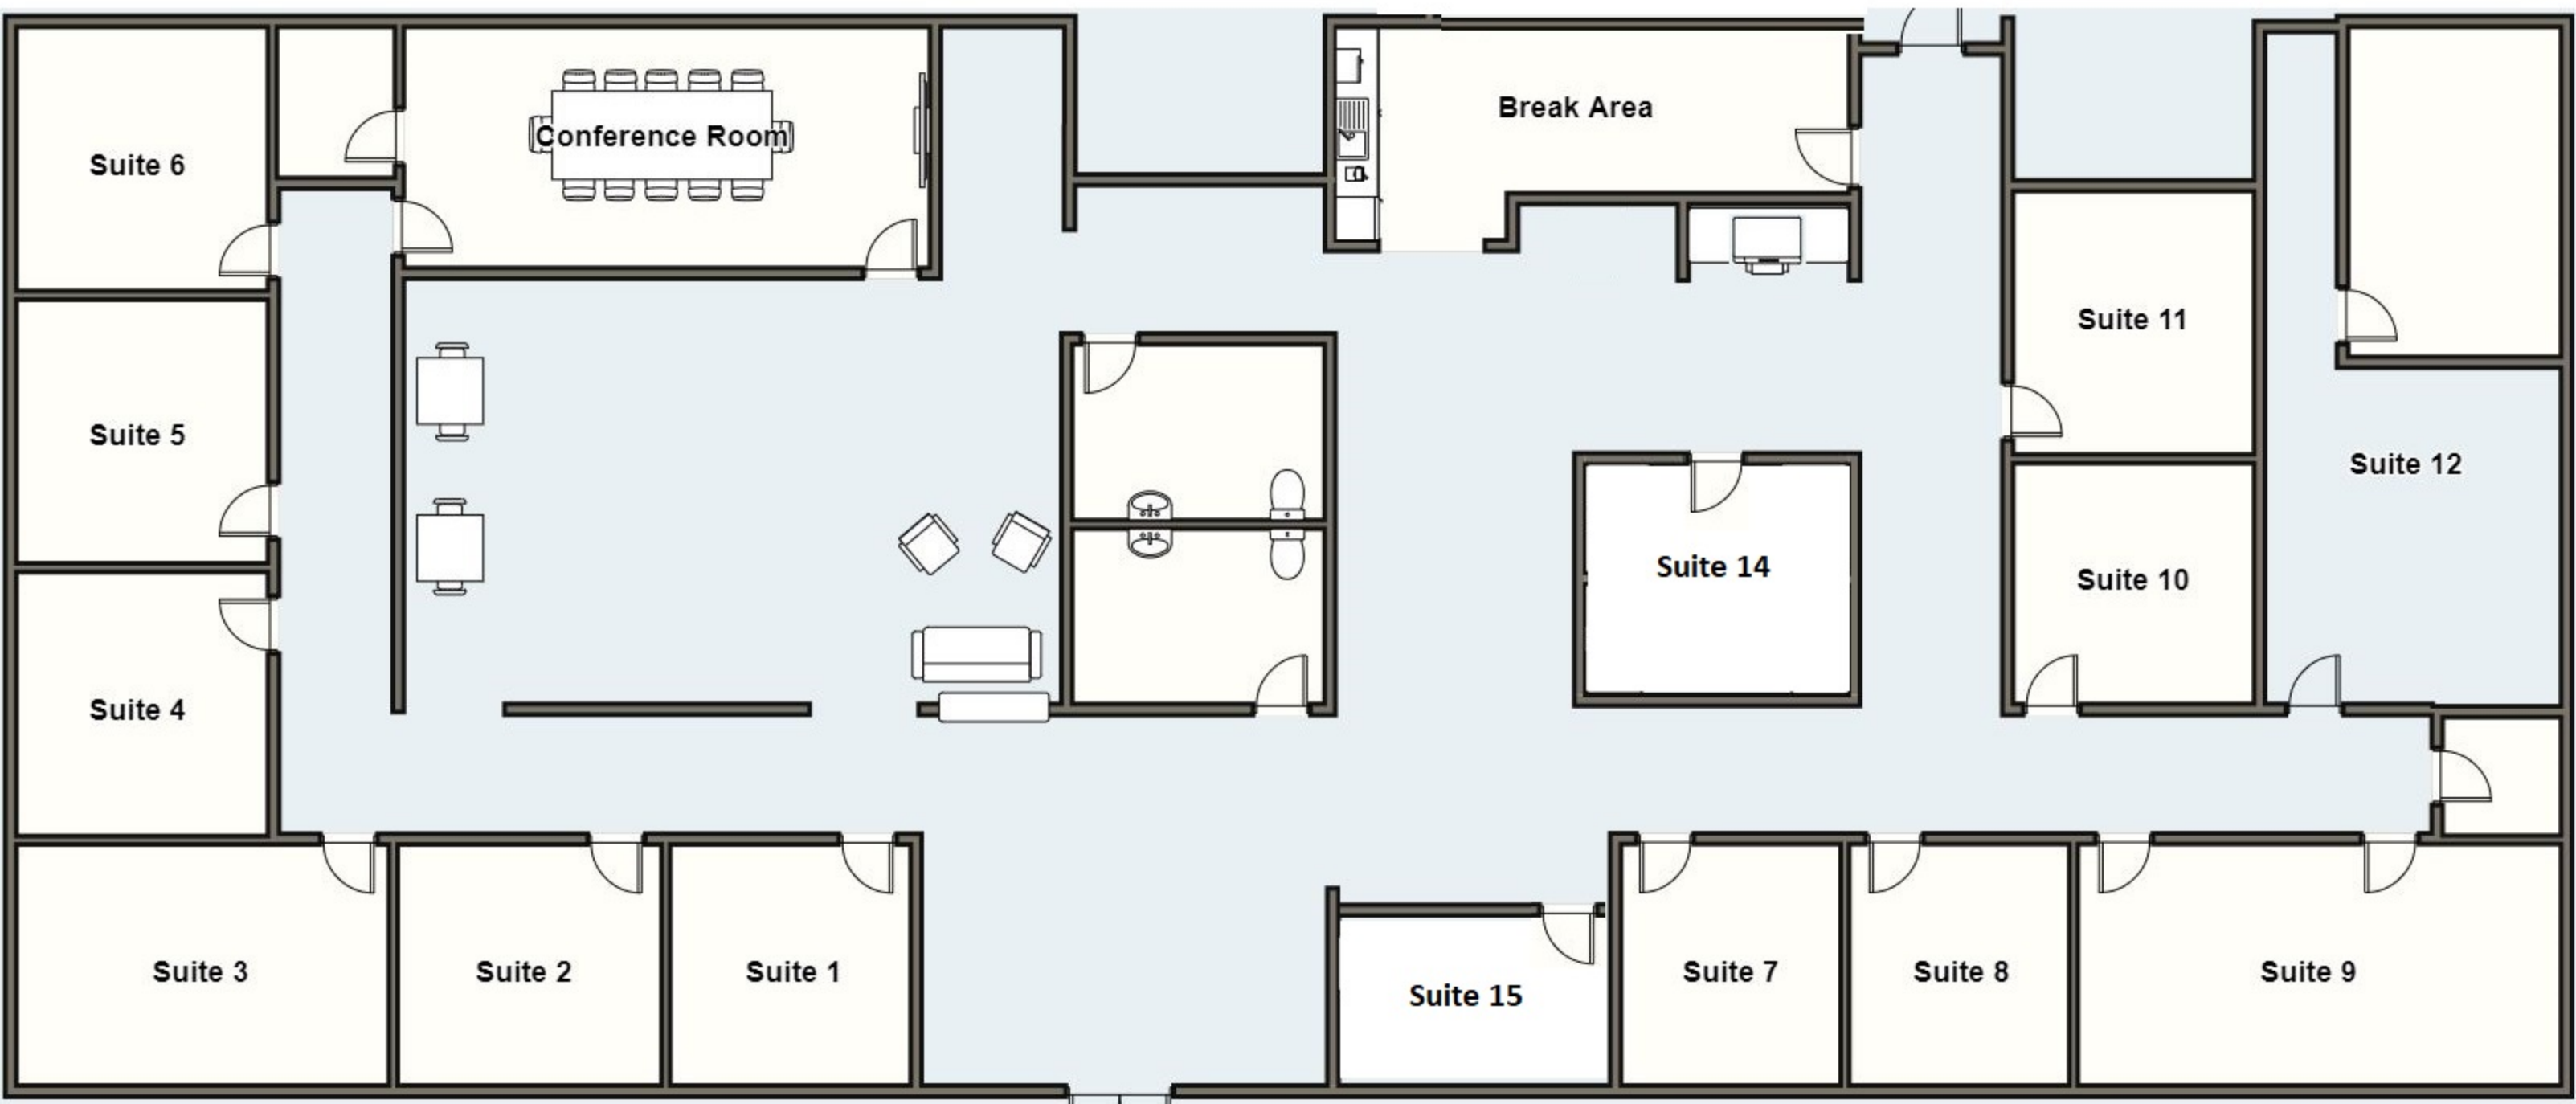 Conference Room
Break Area
Suite 6
Suite 11
Suite 5
Suite 12
Suite 14
Suite 10
Suite 4
Suite 3
Suite 2
Suite 1
Suite 15
Suite 7
Suite 8
Suite 9